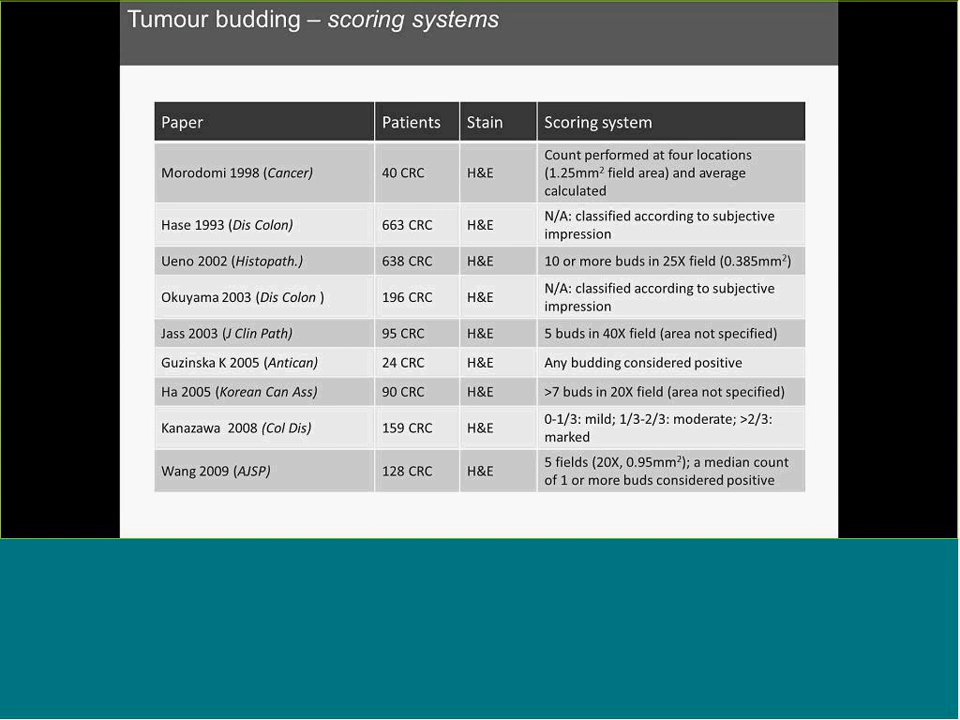 Tumour budding – scoring systems
Paper Patients Stain Scoring system
Morodomi 1998 (Cancer) 40 CRC H&E Count performed at four locations
(1.25mm² field area) and average
calculated
Hase 1993 (Dis Colon) 663 CRC H&E N/A: classified according to subjective
impression
Ueno 2002 (Histopath.) 638 CRC H&E 10 or more buds in 25X field (0.385mm²)
Okuyama 2003 (Dis Colon ) 196 CRC H&E N/A: classified according to subjective
impression
Jass 2003 (J Clin Path) 95 CRC H&E 5 buds in 40X field (area not specified)
Guzinska K 2005 (Antican) 24 CRC H&E Any budding considered positive
Ha 2005 (Korean Can Ass) 90 CRC H&E >7 buds in 20X field (area not specified)
Kanazawa 2008 (Col Dis) 159 CRC H&E 0-1/3: mild; 1/3-2/3: moderate; >2/3:
marked
Wang 2009 (AJSP) 128 CRC H&E 5 fields (20X, 0.95mm²); a median count
of 1 or more buds considered positive